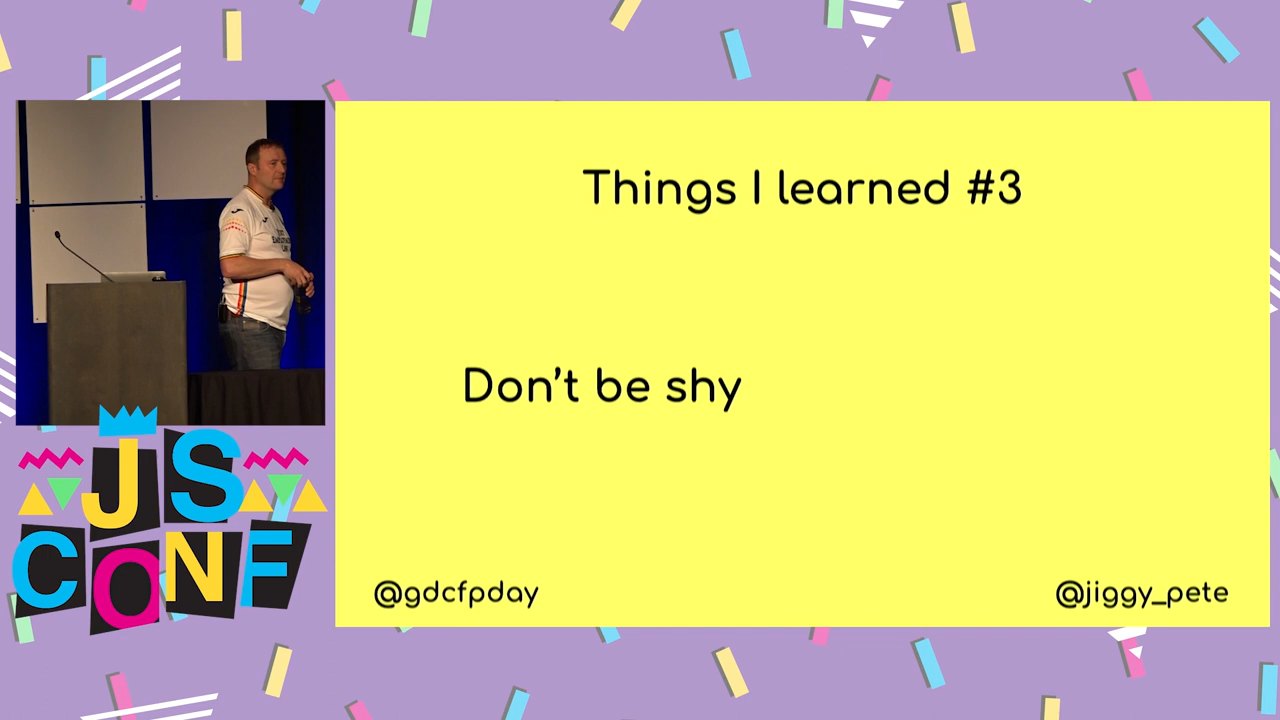 Things I learned #3
Don't be shy
@gdcfpday
@jiggy_pete
JS
CONF